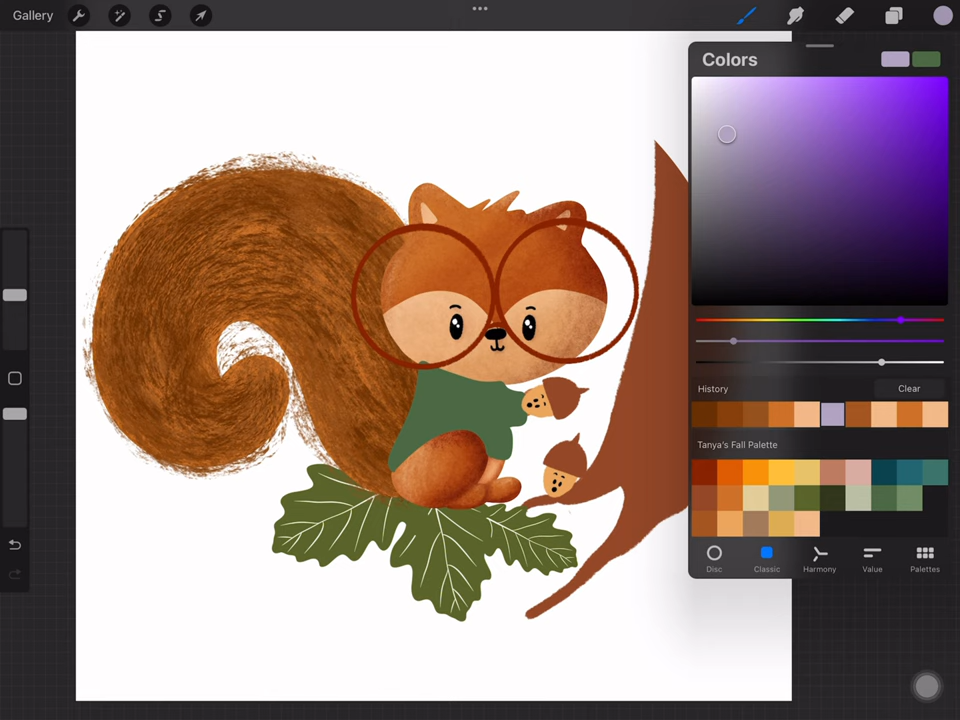 Gallery
Colors
History
Clear
Tanya's Fall Palette
Disc
Classic
Harmony
Value
Palettes